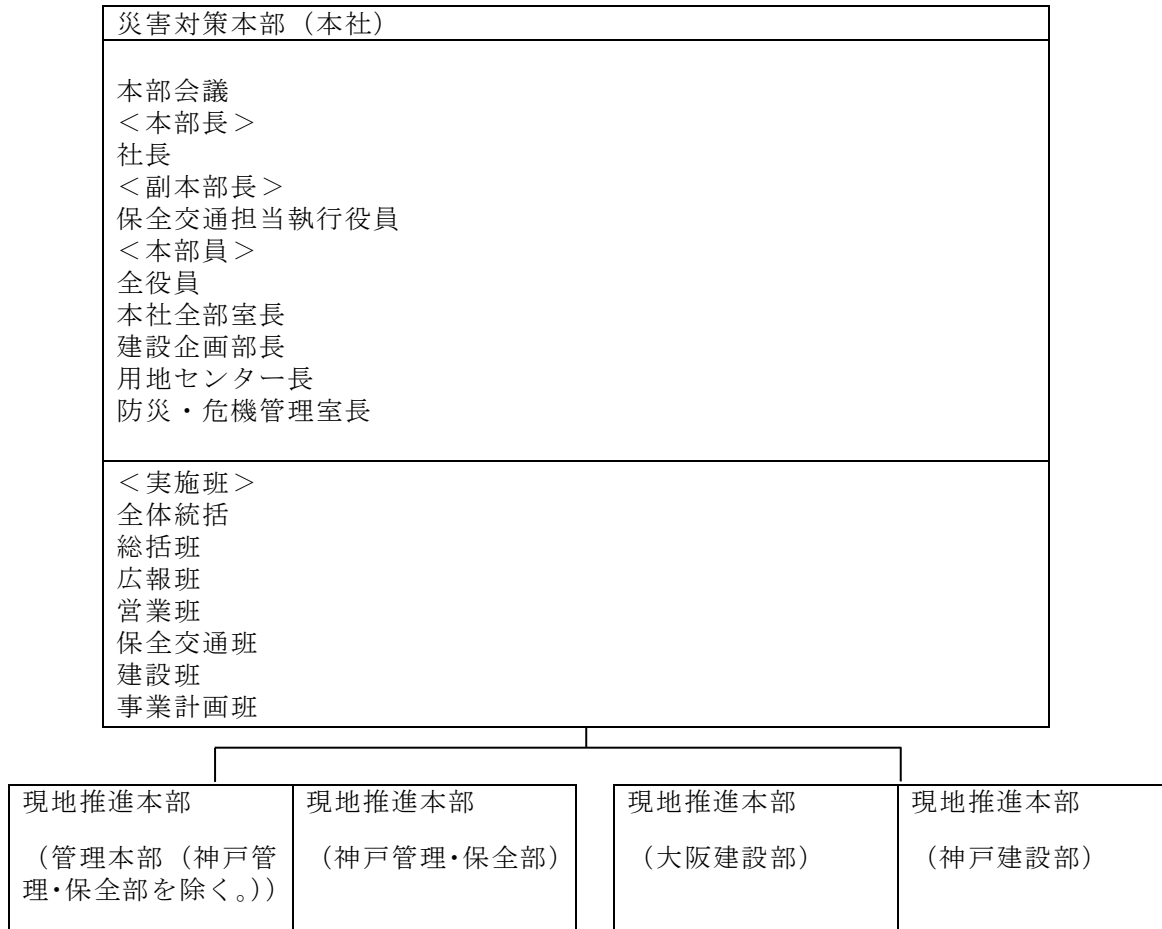 災害対策本部（本社）
本部会議
＜本部長＞
社長
＜副本部長＞
保全交通担当執行役員
＜本部員＞
全役員
本社全部室長
建設企画部長
用地センター長
防災・危機管理室長
＜実施班＞
全体統括
総括班
広報班
営業班
保全交通班
建設班
事業計画班
現地推進本部
（管理本部（神戸管
理・保全部を除く。））
現地推進本部
（神戸管理・保全部）
現地推進本部
（大阪建設部）
現地推進本部
（神戸建設部）